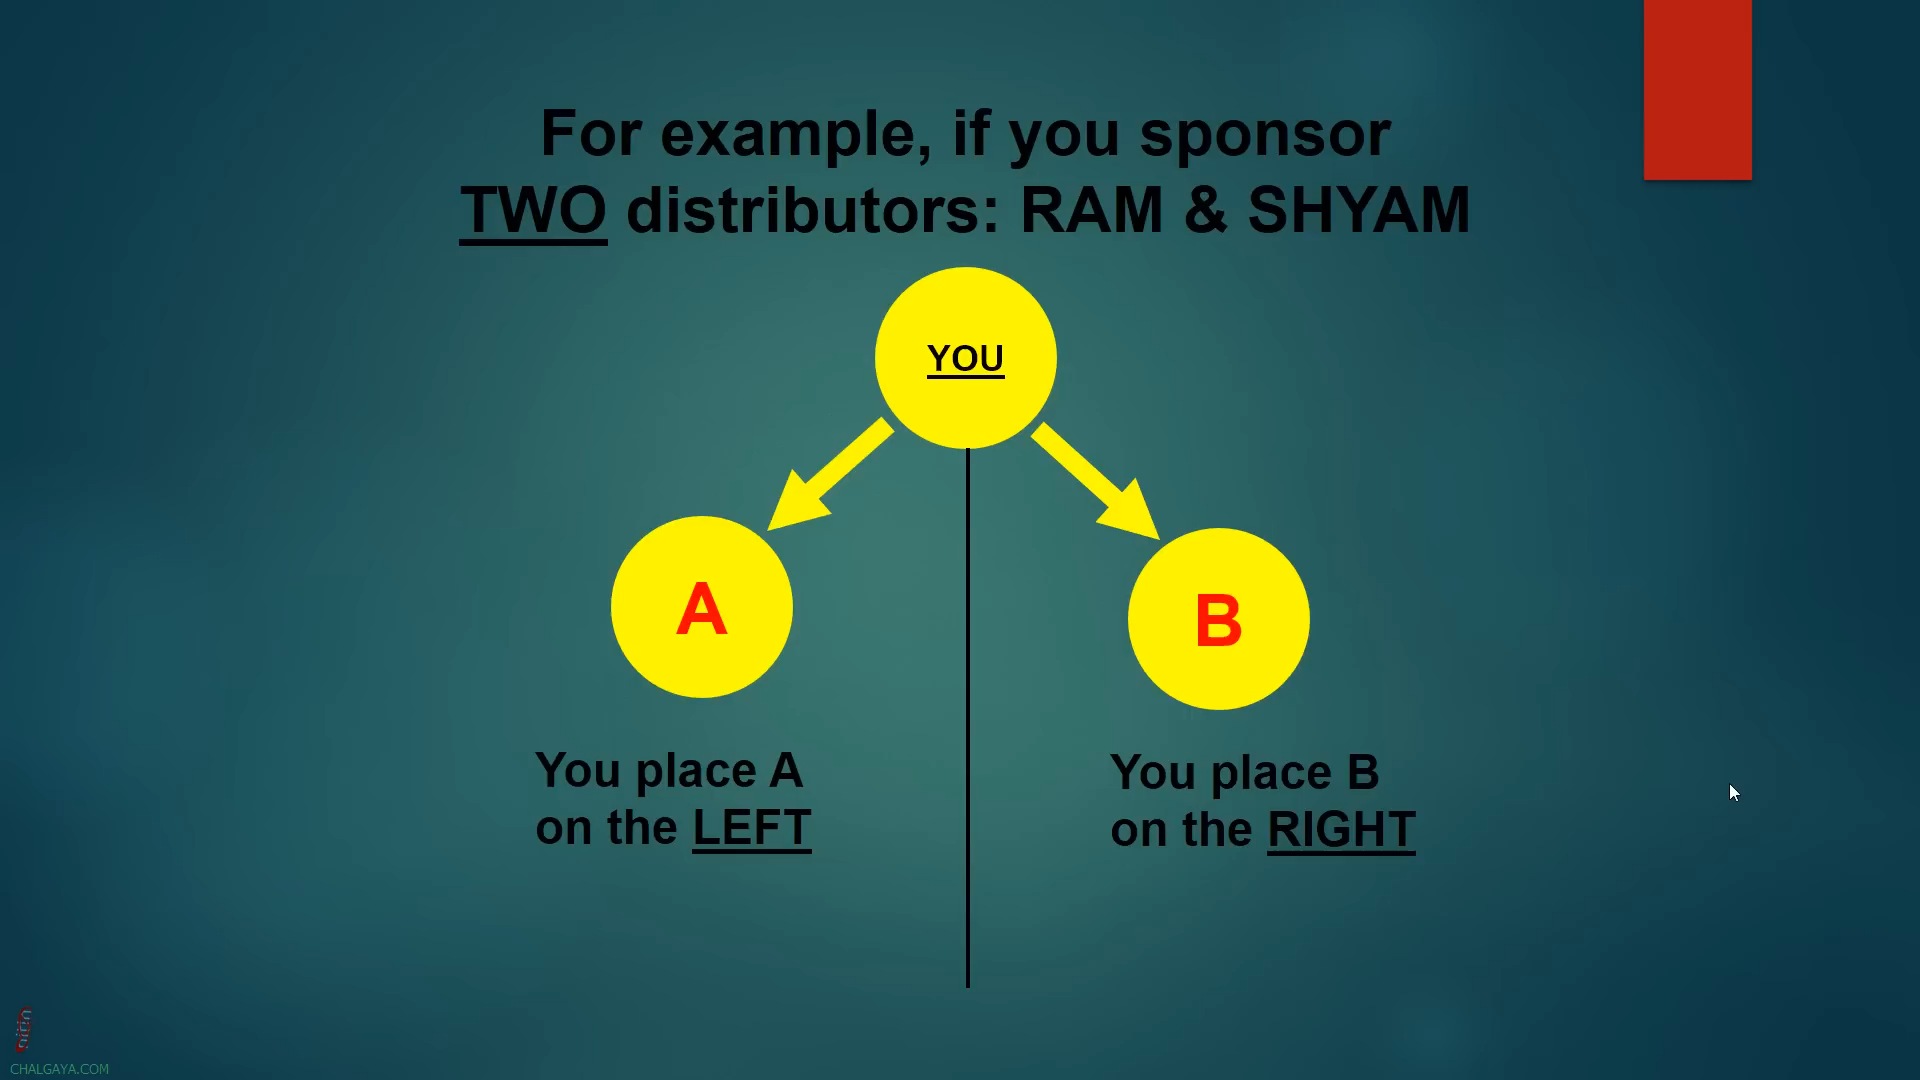 For example, if you sponsor
TWO distributors: RAM & SHYAM
YOU
A
B
You place A
on the LEFT
You place B
on the RIGHT
CHALGAYA.COM